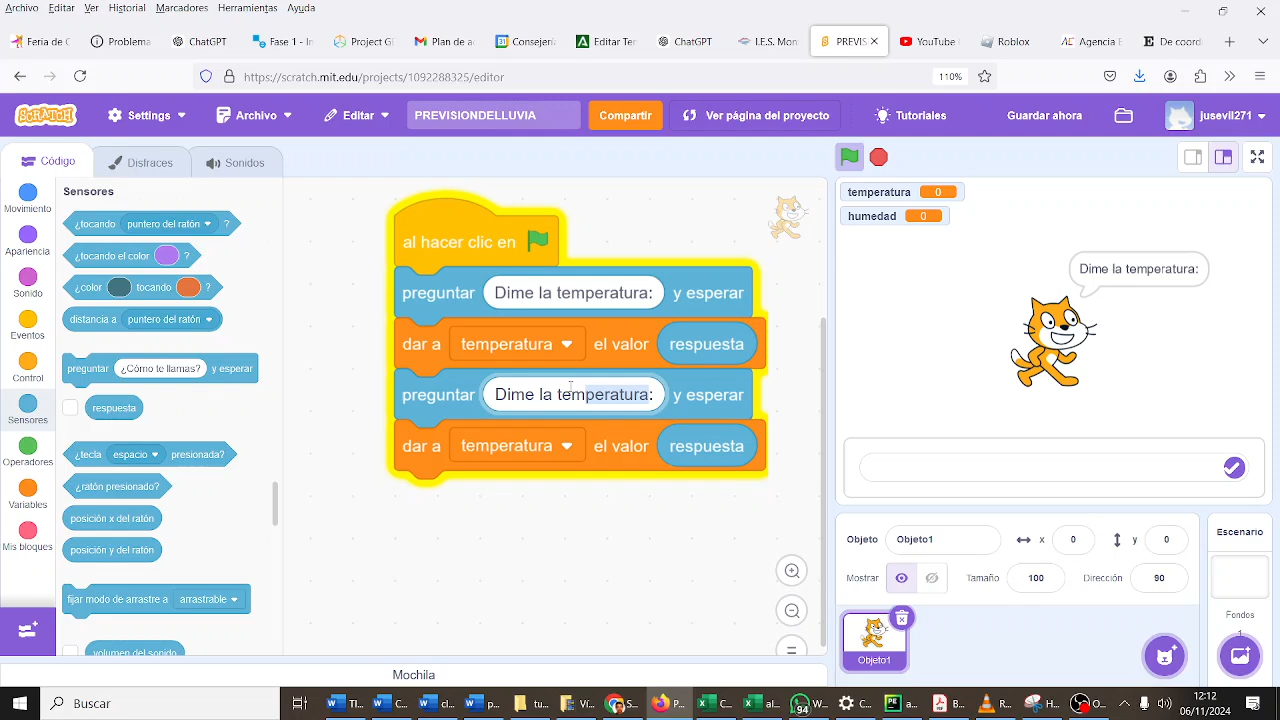 Archivo Editar Ver Historial Marcadores Herramientas Ayuda
Feria de C
Problema
ChatGPT
Fase 1 - In
Project Gl
Plan de a
Consejería
Editar Ter
ChatGPT
I.E.S. Mon
PREVIS
YouTube
Roblox
Agencia E
De coord
https://scratch.mit.edu/projects/1092288325/editor
110%
SCRATCH
Settings
Archivo
Editar
PREVISIONDELLUVIA
Compartir
Ver página del proyecto
Tutoriales
Guardar ahora
jusevil271
Código
Disfraces
Sonidos
Movimiento
Apariencia
Sonido
Eventos
Control
Sensores
Operadores
Variables
Mis bloques
Sensores
¿tocando puntero del ratón ?
¿tocando el color ?
¿color tocando ?
distancia a puntero del ratón
preguntar ¿Cómo te llamas? y esperar
respuesta
¿tecla espacio presionada?
¿ratón presionado?
posición x del ratón
posición y del ratón
fijar modo de arrastre a arrastrable
volumen del sonido
al hacer clic en
preguntar Dime la temperatura: y esperar
dar a temperatura el valor respuesta
preguntar Dime la temperatura: y esperar
dar a temperatura el valor respuesta
Mochila
temperatura 0
humedad 0
Dime la temperatura:
Objeto Objeto1 x 0 y 0
Mostrar Tamaño 100 Dirección 90
Objeto1
Escenario
Fondos
1
Buscar
94
12:12
06/11/2024